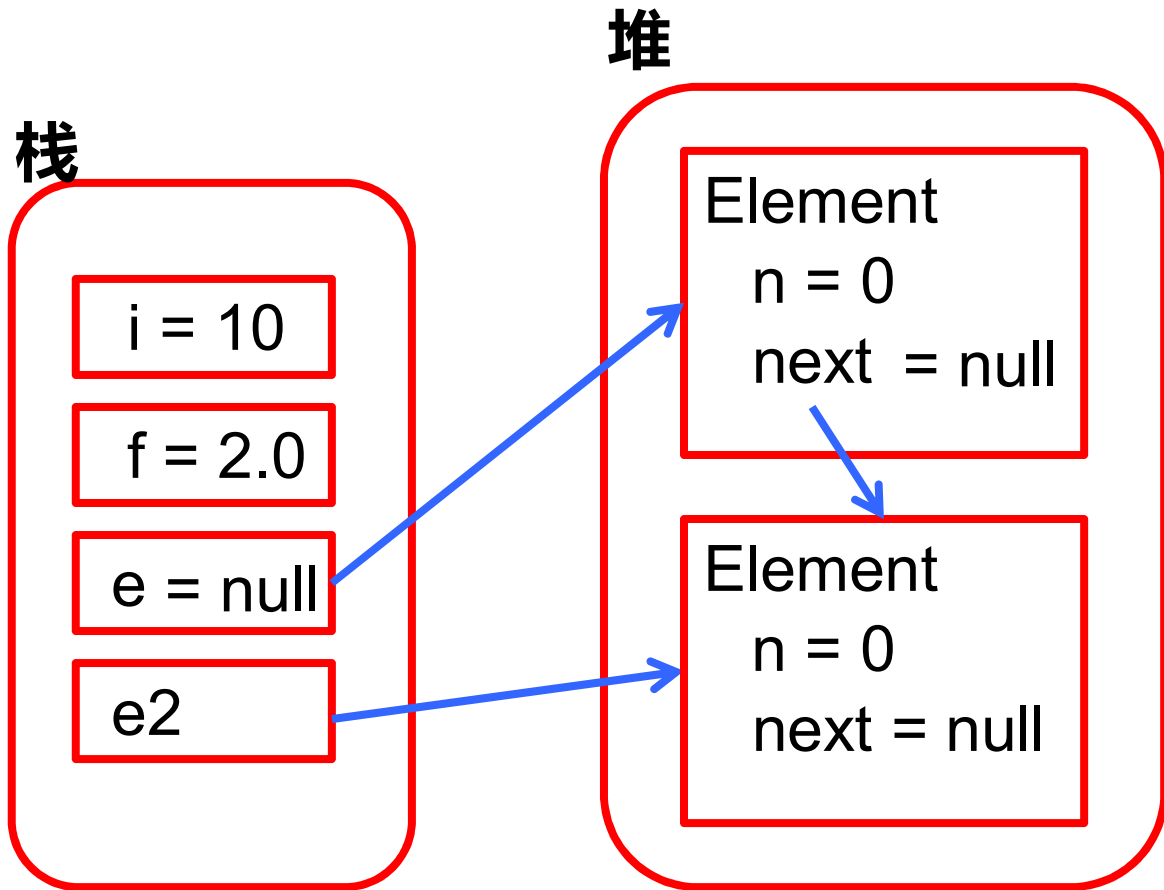 栈
i = 10
f = 2.0
e = null
e2
堆
Element
n = 0
next = null
Element
n = 0
next = null